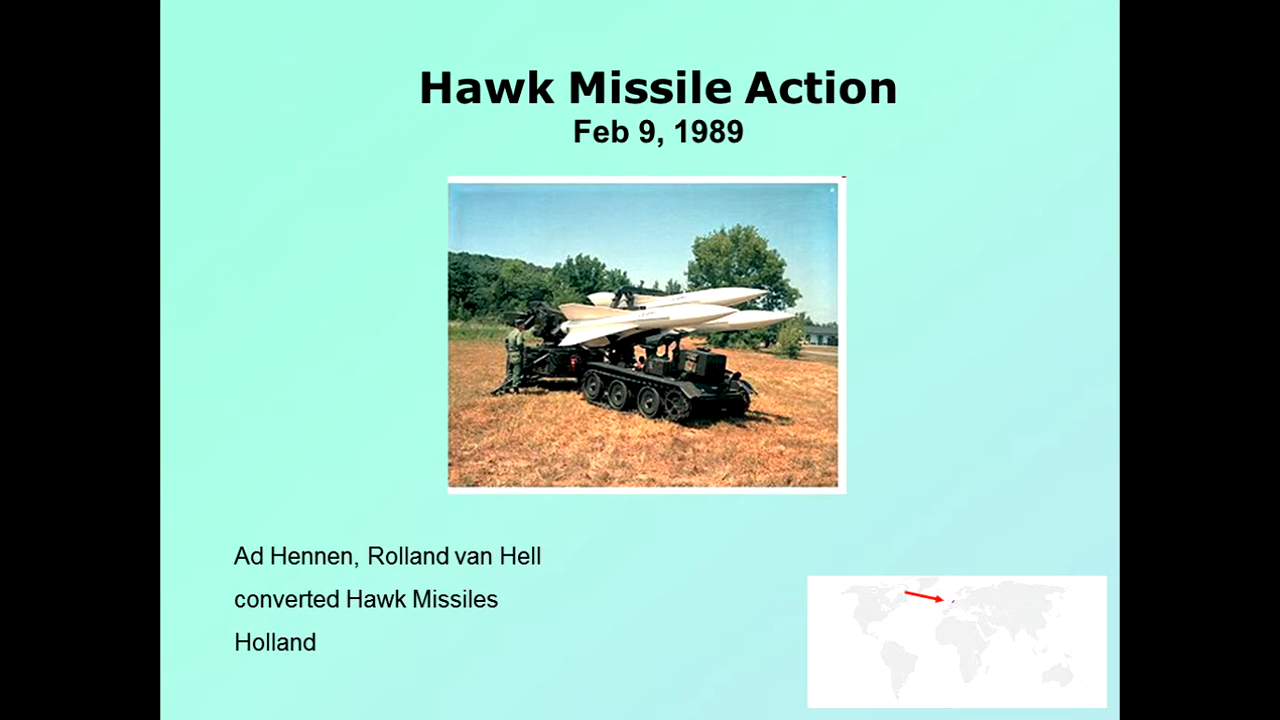 Hawk Missile Action
Feb 9, 1989
Ad Hennen, Rolland van Hell
converted Hawk Missiles
Holland